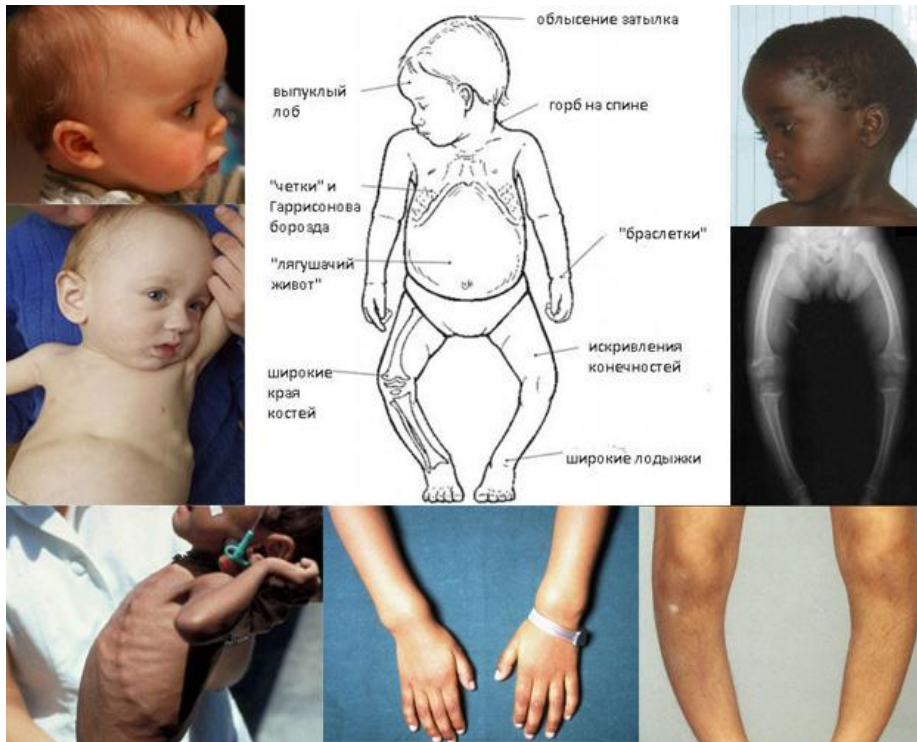 облысение затылка
выпуклый
лоб
горб на спине
"четки" и
Гаррисонова
борозда
"браслетки"
"лягушачий
живот"
искривления
конечностей
широкие
края
костей
широкие лодыжки